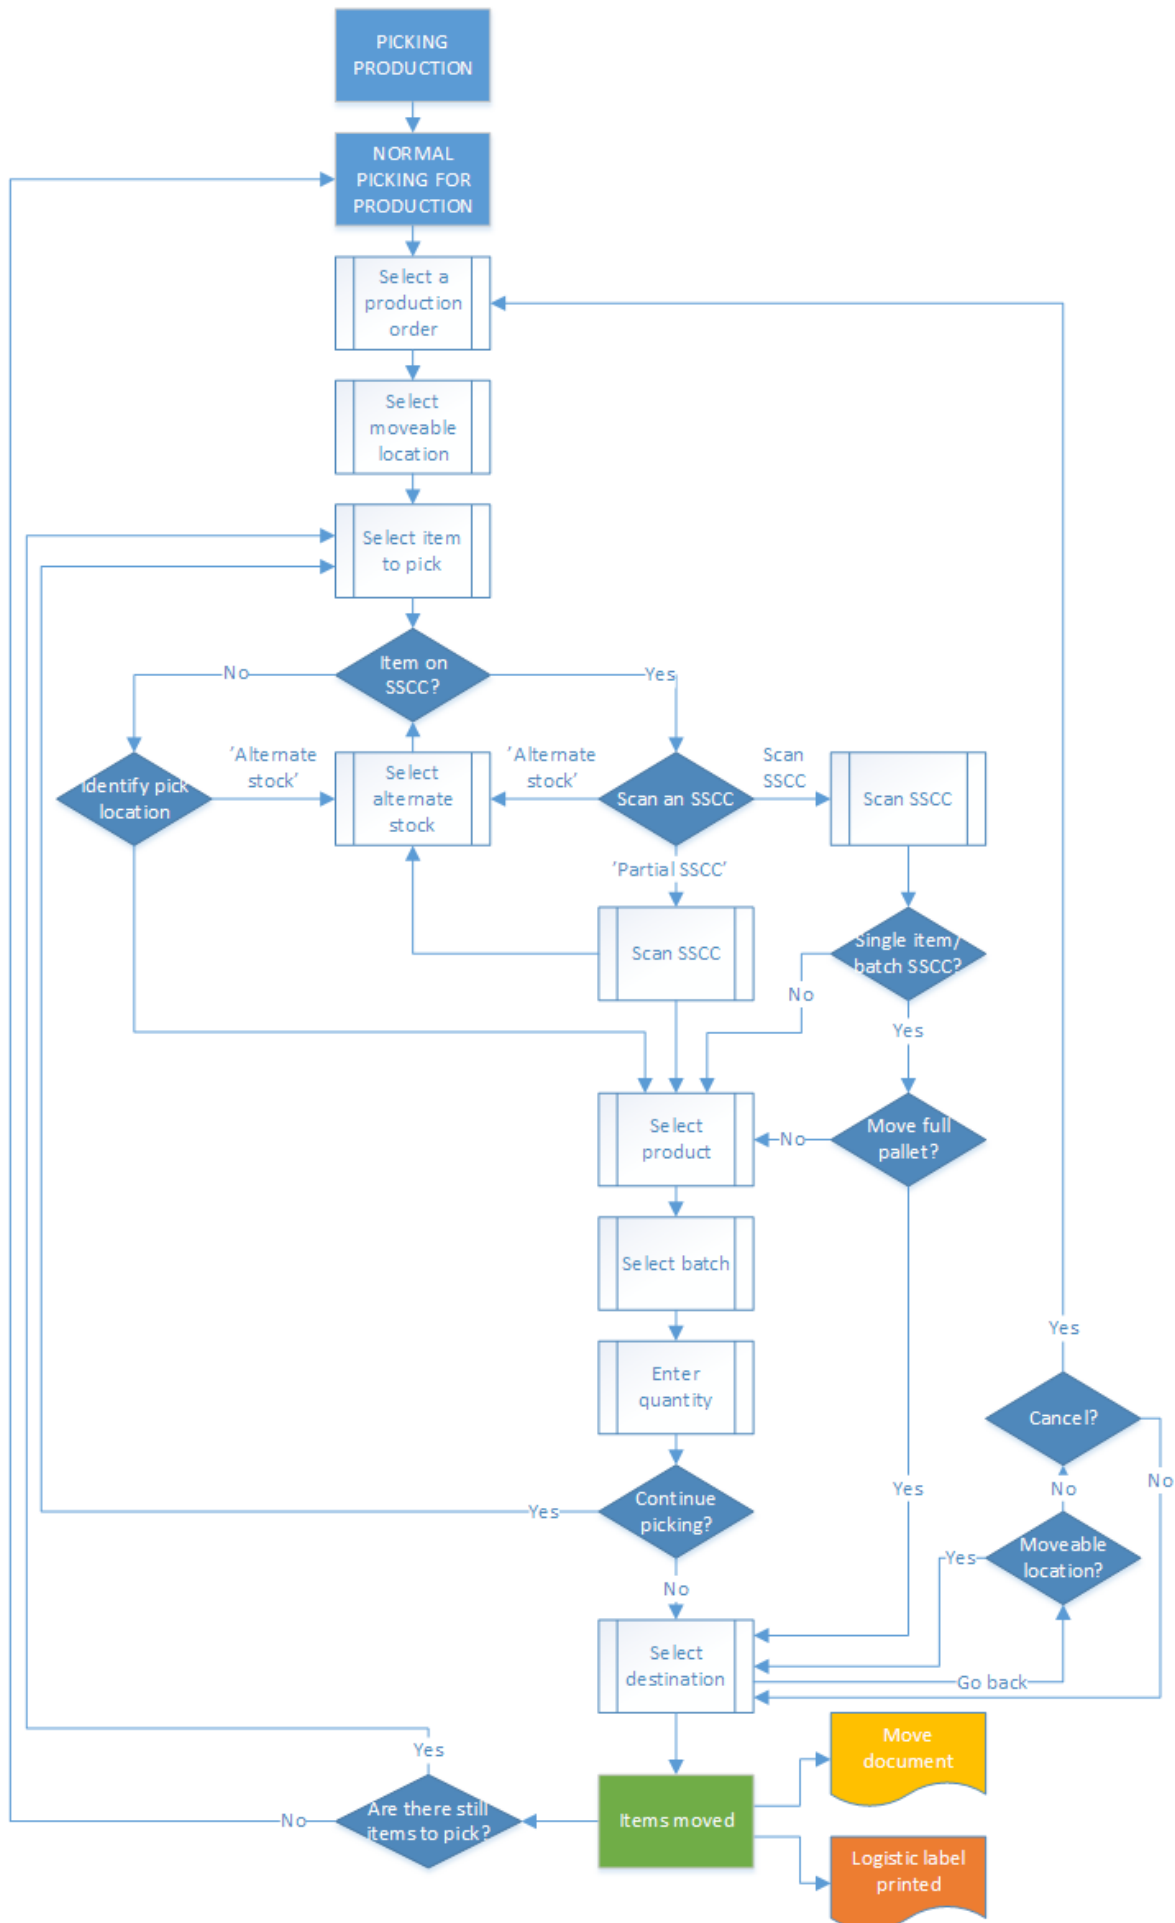 PICKING
PRODUCTION
NORMAL
PICKING FOR
PRODUCTION
Select a
production
order
Select
moveable
location
Select item
to pick
Item on
SSCC?
No
Yes
Identify pick
location
'Alternate
stock'
Select
alternate
stock
'Alternate
stock'
Scan an SSCC
Scan
SSCC
Scan SSCC
'Partial SSCC'
Scan SSCC
Single item/
batch SSCC?
No
Yes
Select
product
No
Move full
pallet?
Select batch
Yes
Enter
quantity
Cancel?
No
Yes
Continue
picking?
Yes
No
Yes
Moveable
location?
No
Select
destination
Go back
Move
document
Yes
Are there still
items to pick?
No
Items moved
Logistic label
printed